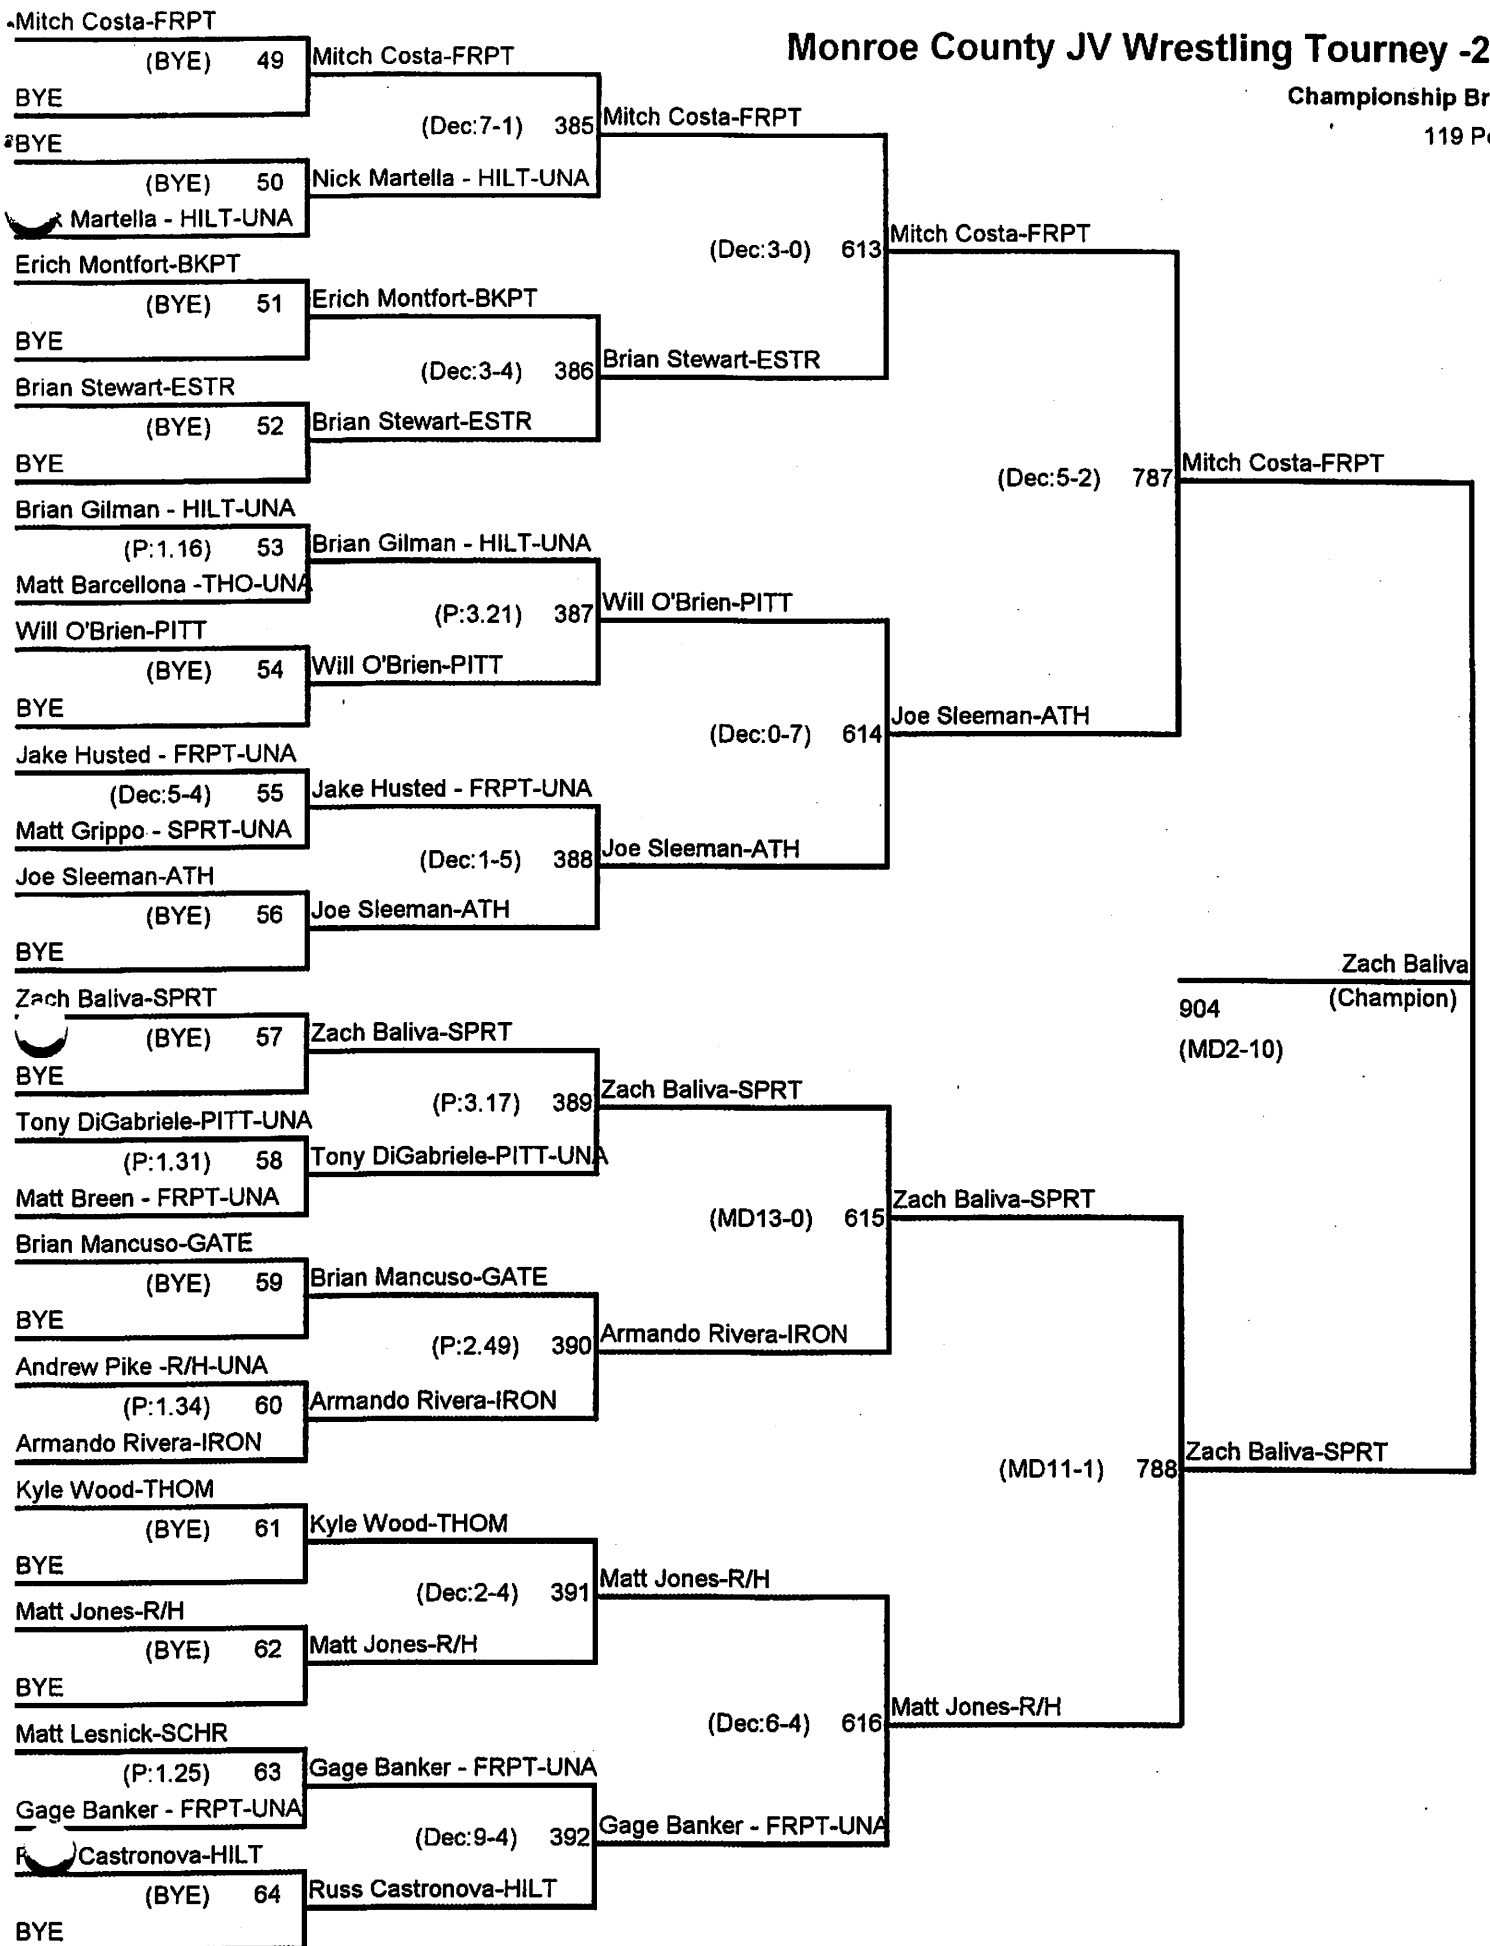 Monroe County JV Wrestling Tourney -2
Championship Br
119 P
Mitch Costa-FRPT
(BYE) 49
BYE
BYE
(BYE) 50
Martella - HILT-UNA
Erich Montfort-BKPT
(BYE) 51
BYE
Brian Stewart-ESTR
(BYE) 52
BYE
Brian Gilman - HILT-UNA
(P:1.16) 53
Matt Barcellona -THO-UNA
Will O'Brien-PITT
(BYE) 54
BYE
Jake Husted - FRPT-UNA
(Dec:5-4) 55
Matt Grippo - SPRT-UNA
Joe Sleeman-ATH
(BYE) 56
BYE
Zach Baliva-SPRT
(BYE) 57
BYE
Tony DiGabriele-PITT-UNA
(P:1.31) 58
Matt Breen - FRPT-UNA
Brian Mancuso-GATE
(BYE) 59
BYE
Andrew Pike -R/H-UNA
(P:1.34) 60
Armando Rivera-IRON
Kyle Wood-THOM
(BYE) 61
BYE
Matt Jones-R/H
(BYE) 62
BYE
Matt Lesnick-SCHR
(P:1.25) 63
Gage Banker - FRPT-UNA
Castronova-HILT
(BYE) 64
BYE
Mitch Costa-FRPT
(Dec:7-1) 385
Nick Martella - HILT-UNA
Erich Montfort-BKPT
(Dec:3-4) 386
Brian Stewart-ESTR
Brian Gilman - HILT-UNA
(P:3.21) 387
Will O'Brien-PITT
Jake Husted - FRPT-UNA
(Dec:1-5) 388
Joe Sleeman-ATH
Zach Baliva-SPRT
(P:3.17) 389
Tony DiGabriele-PITT-UNA
Brian Mancuso-GATE
(P:2.49) 390
Armando Rivera-IRON
Kyle Wood-THOM
(Dec:2-4) 391
Matt Jones-R/H
Gage Banker - FRPT-UNA
(Dec:9-4) 392
Russ Castronova-HILT
Mitch Costa-FRPT
(Dec:3-0) 613
Brian Stewart-ESTR
Will O'Brien-PITT
(Dec:0-7) 614
Joe Sleeman-ATH
Zach Baliva-SPRT
(MD13-0) 615
Armando Rivera-IRON
Matt Jones-R/H
(Dec:6-4) 616
Gage Banker - FRPT-UNA
Mitch Costa-FRPT
(Dec:5-2) 787
Joe Sleeman-ATH
Zach Baliva-SPRT
(MD11-1) 788
Matt Jones-R/H
Mitch Costa-FRPT
Zach Baliva
904 (Champion)
(MD2-10)
Zach Baliva-SPRT